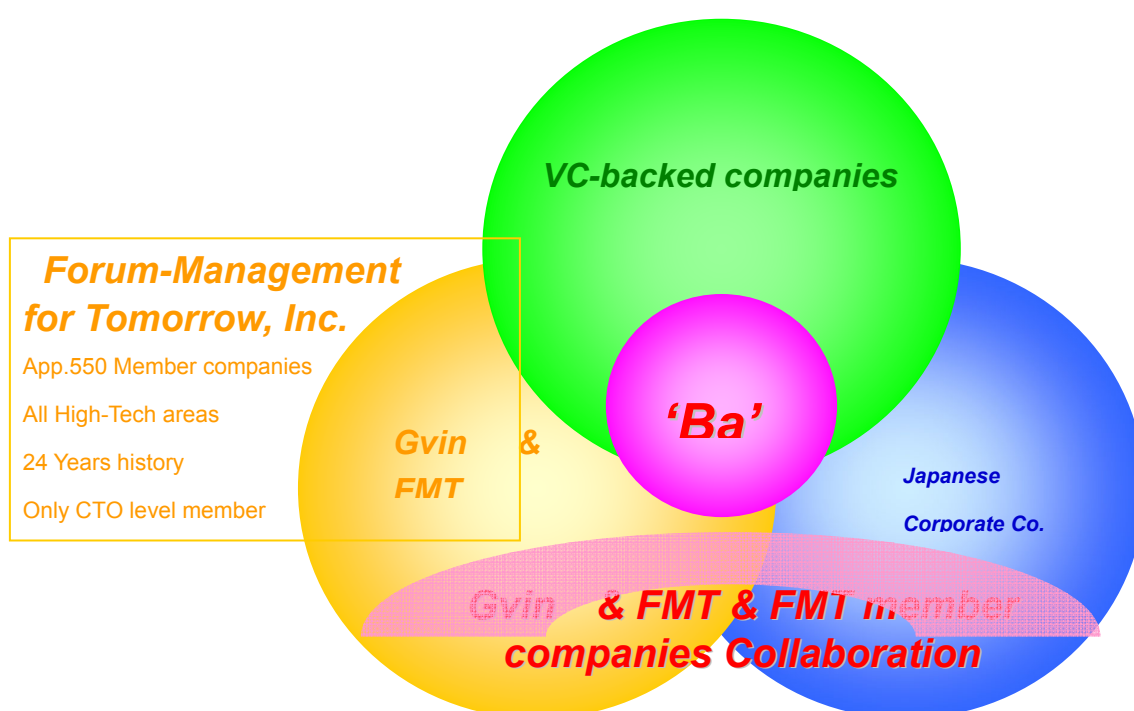 VC-backed companies
Forum-Management
for Tomorrow, Inc.
App.550 Member companies
All High-Tech areas
24 Years history
Only CTO level member
Gvin &
FMT
‘Ba’
Japanese
Corporate Co.
Gvin & FMT & FMT member
companies Collaboration